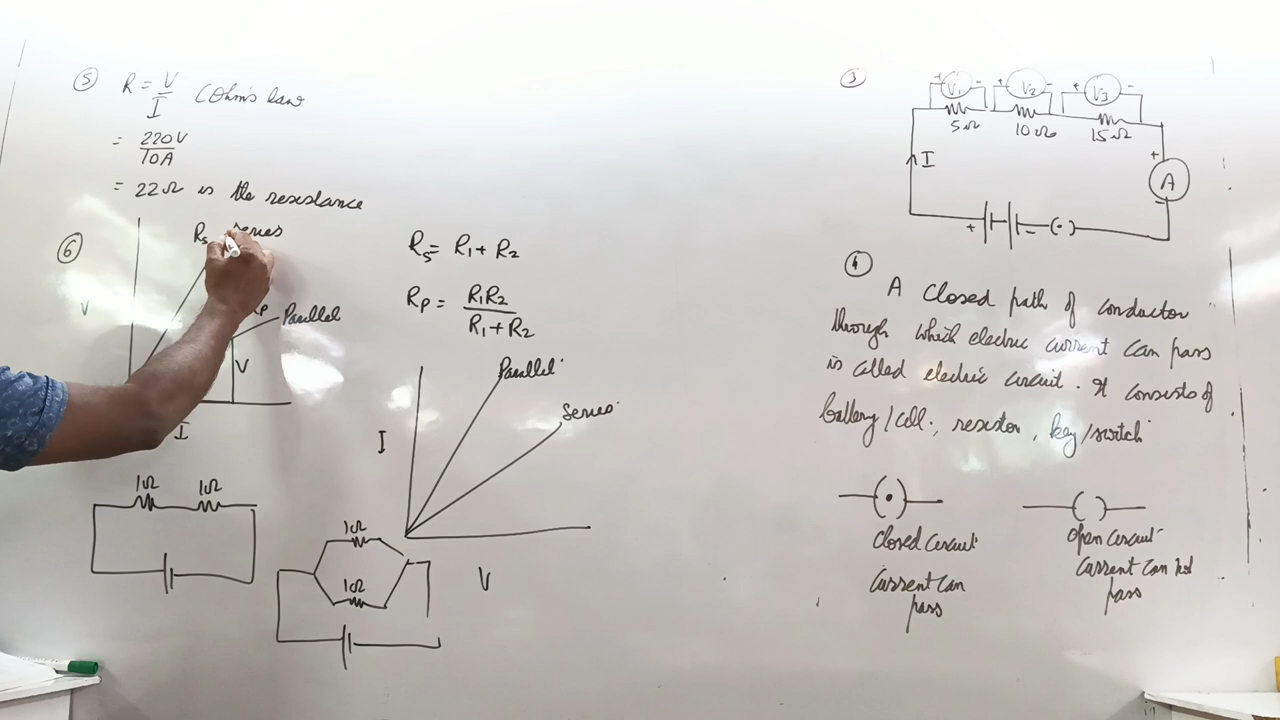 5 R = V/I (Ohm's law
= 220V/10A
= 22Ω is the resistance
6
Rs Series
V
Rp Parallel
V
I
Rs = R1 + R2
Rp = R1R2/R1 + R2
Parallel
Series
I
V
1Ω 1Ω
1Ω
1Ω
3
+ V1 - + V2 - + V3 -
5Ω 10Ω 15Ω
I
+
A
-
+ - (·)
4
A closed path of conductor
through which electric current can pass
is called electric circuit. It consists of
battery/cell, resistor, key/switch
(·) ( )
closed circuit
current can
pass
open circuit
current can not
pass